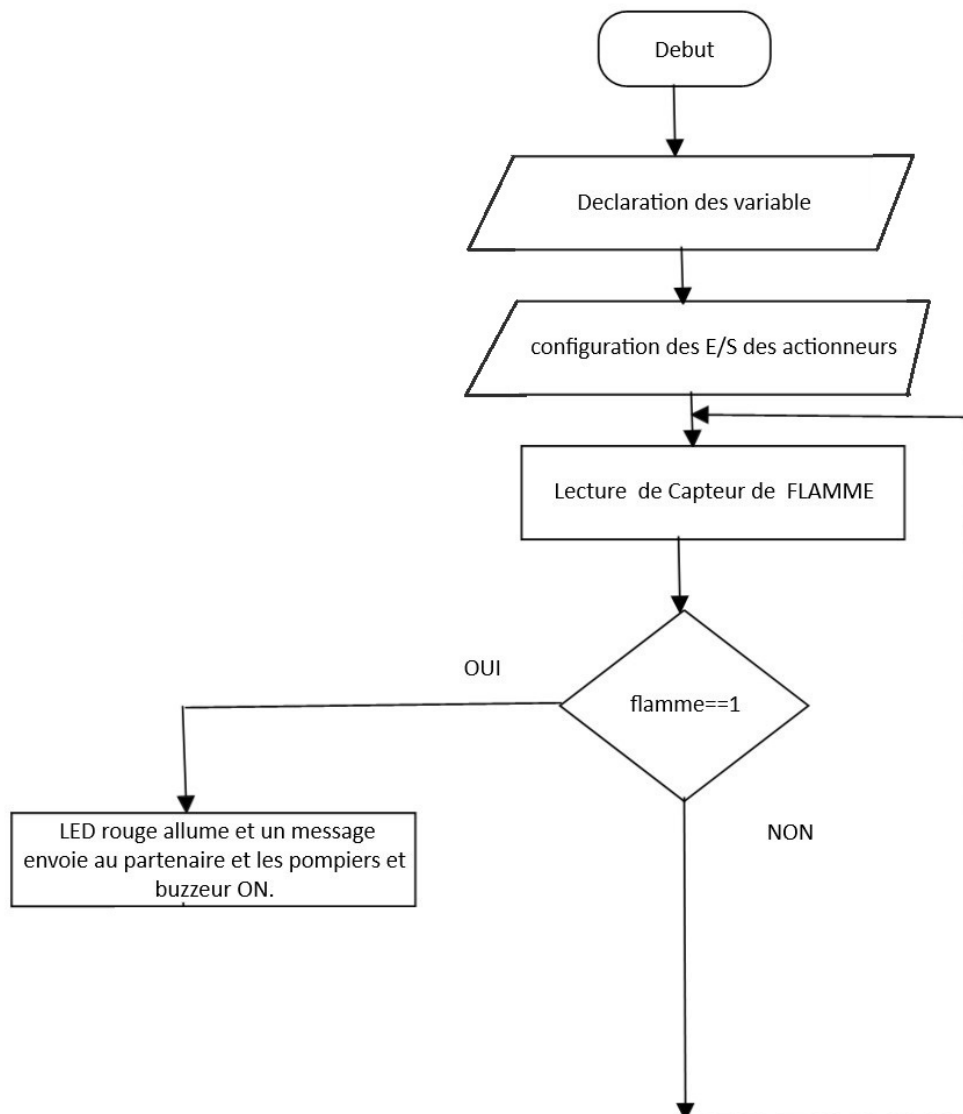 Debut
Declaration des variable
configuration des E/S des actionneurs
Lecture de Capteur de FLAMME
OUI
flamme==1
NON
LED rouge allume et un message
envoie au partenaire et les pompiers et
buzzeur ON.